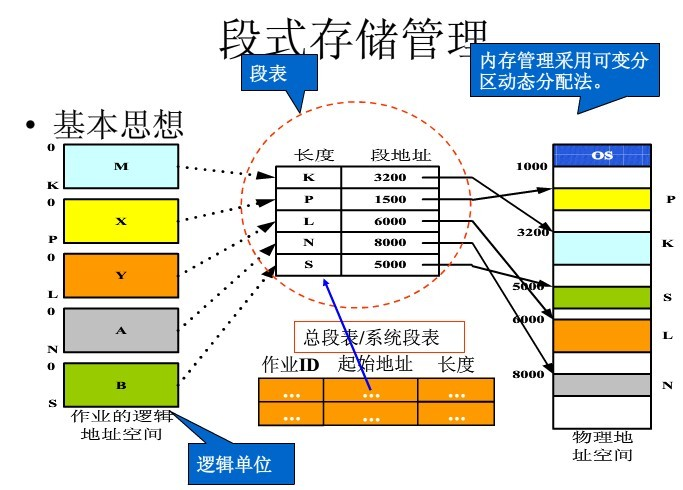 段式存储管理
段表
内存管理采用可变分
区动态分配法。
• 基本思想
0
M
K
0
X
P
0
Y
L
0
A
N
0
B
S
作业的逻辑
地址空间
逻辑单位
长度 段地址
K 3200
P 1500
L 6000
N 8000
S 5000
总段表/系统段表
作业ID 起始地址 长度
... ... ...
... ... ...
OS
1000
P
3200
K
5000
S
6000
L
8000
N
物理地
址空间